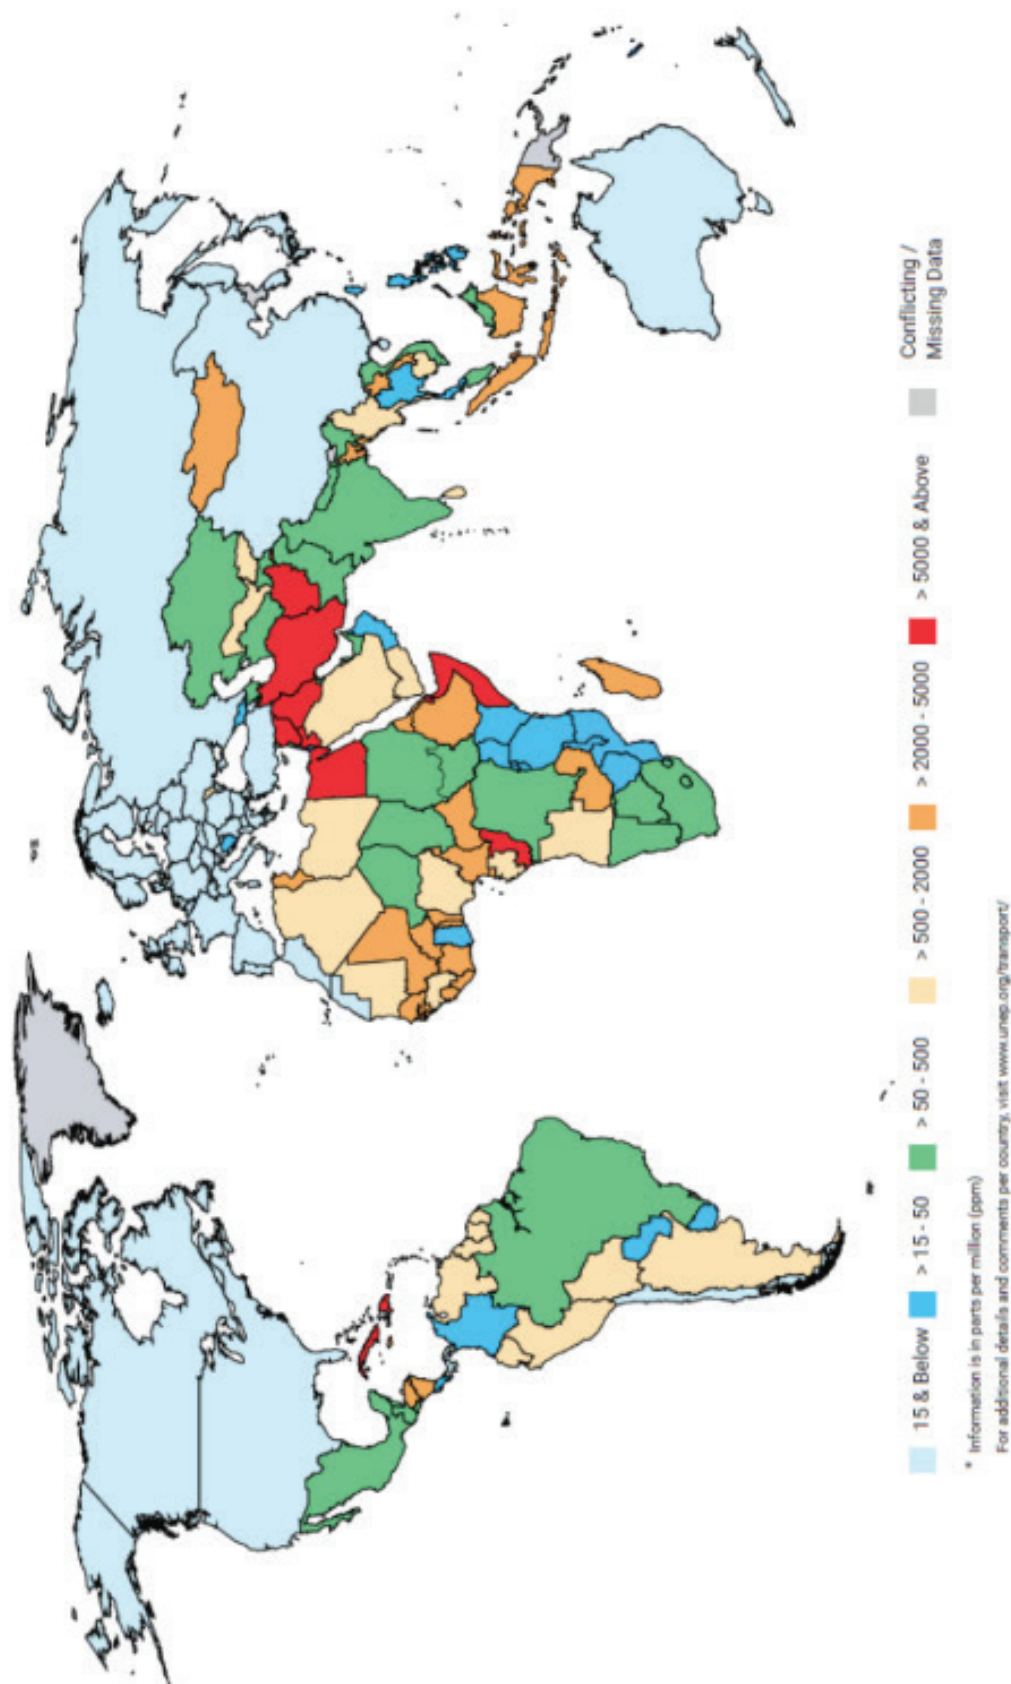 15 & Below
> 15 - 50
> 50 - 500
> 500 - 2000
> 2000 - 5000
> 5000 & Above
Conflicting /
Missing Data
* Information is in parts per million (ppm)
For additional details and comments per country, visit www.unep.org/transport/